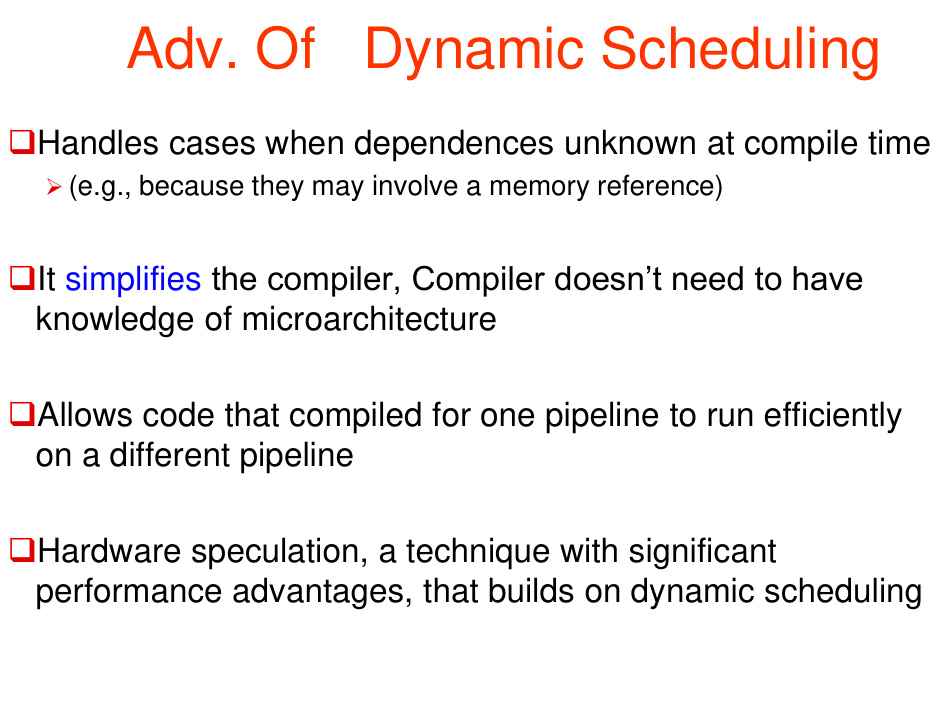 Adv. Of Dynamic Scheduling
❑Handles cases when dependences unknown at compile time
➢ (e.g., because they may involve a memory reference)
❑It simplifies the compiler, Compiler doesn’t need to have
knowledge of microarchitecture
❑Allows code that compiled for one pipeline to run efficiently
on a different pipeline
❑Hardware speculation, a technique with significant
performance advantages, that builds on dynamic scheduling